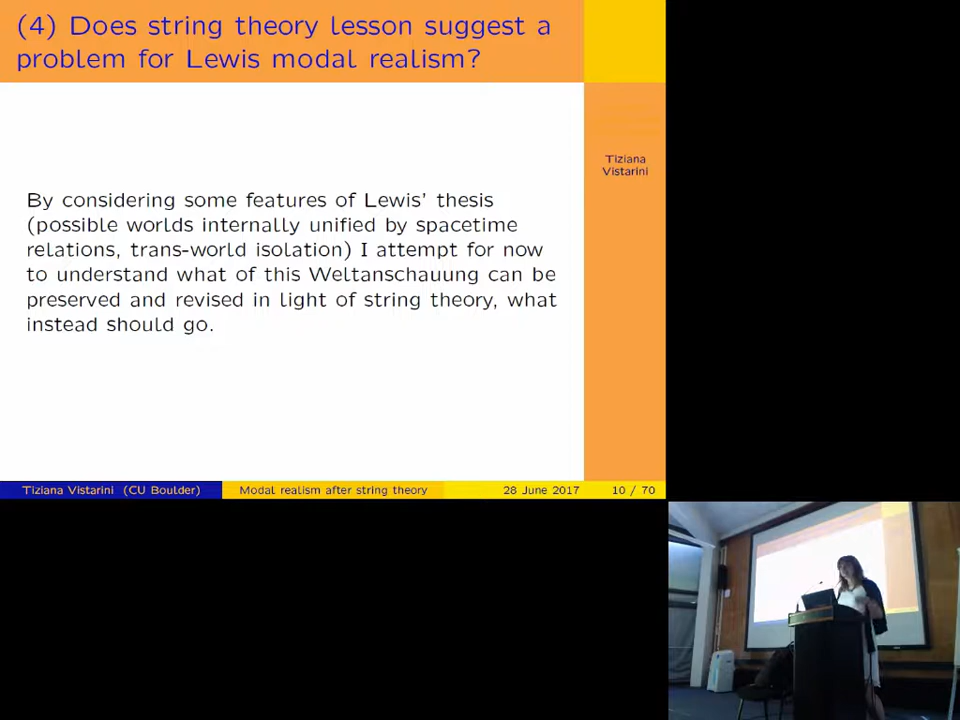 (4) Does string theory lesson suggest a
problem for Lewis modal realism?
Tiziana
Vistarini
By considering some features of Lewis' thesis
(possible worlds internally unified by spacetime
relations, trans-world isolation) I attempt for now
to understand what of this Weltanschauung can be
preserved and revised in light of string theory, what
instead should go.
Tiziana Vistarini (CU Boulder) Modal realism after string theory 28 June 2017 10 / 70